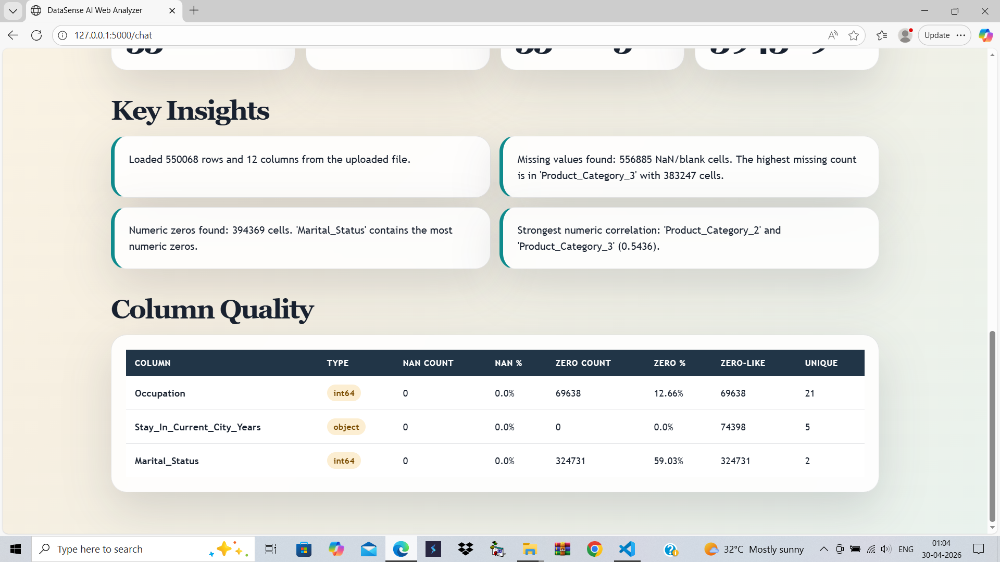 DataSense AI Web Analyzer
127.0.0.1:5000/chat
Update
Key Insights
Loaded 550068 rows and 12 columns from the uploaded file.
Missing values found: 556885 NaN/blank cells. The highest missing count
is in 'Product_Category_3' with 383247 cells.
Numeric zeros found: 394369 cells. 'Marital_Status' contains the most
numeric zeros.
Strongest numeric correlation: 'Product_Category_2' and
'Product_Category_3' (0.5436).
Column Quality
COLUMN TYPE NAN COUNT NAN % ZERO COUNT ZERO % ZERO-LIKE UNIQUE
Occupation int64 0 0.0% 69638 12.66% 69638 21
Stay_In_Current_City_Years object 0 0.0% 0 0.0% 74398 5
Marital_Status int64 0 0.0% 324731 59.03% 324731 2
Type here to search
32°C Mostly sunny
ENG
01:04
30-04-2026